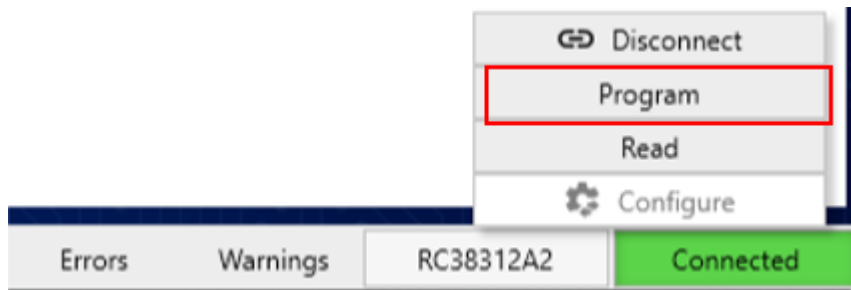 Disconnect
Program
Read
Configure
Errors Warnings RC38312A2 Connected